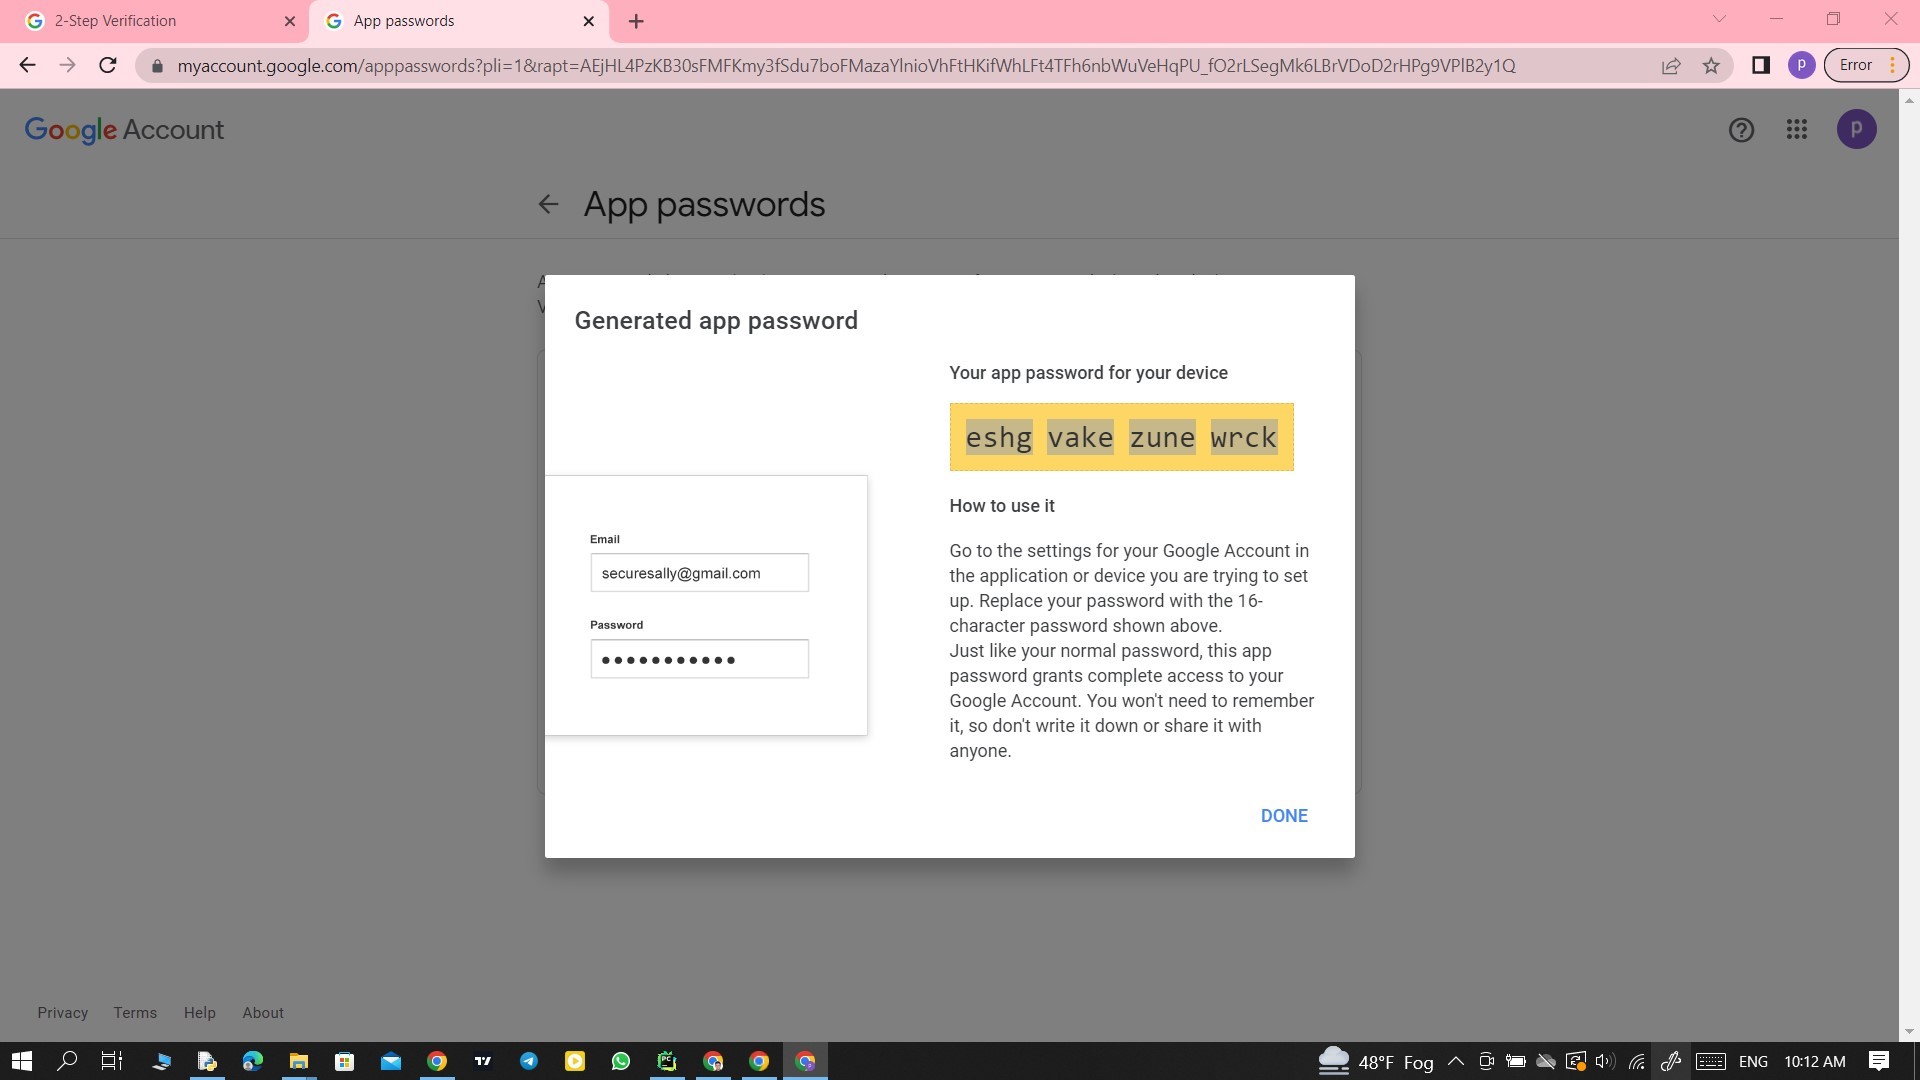 2-Step Verification
App passwords
myaccount.google.com/apppasswords?pli=1&rapt=AEjHL4PzKB30sFMFKmy3fSdu7boFMazaYlnioVhFtHKifWhLFt4TFh6nbWuVeHqPU_fO2rLSegMk6LBrVDoD2rHPg9VPlB2y1Q
P
Error
Google Account
p
App passwords
Generated app password
Your app password for your device
eshg vake zune wrck
How to use it
Email
securesally@gmail.com
Password
Go to the settings for your Google Account in
the application or device you are trying to set
up. Replace your password with the 16-
character password shown above.
Just like your normal password, this app
password grants complete access to your
Google Account. You won't need to remember
it, so don't write it down or share it with
anyone.
DONE
Privacy Terms Help About
48°F Fog
ENG
10:12 AM